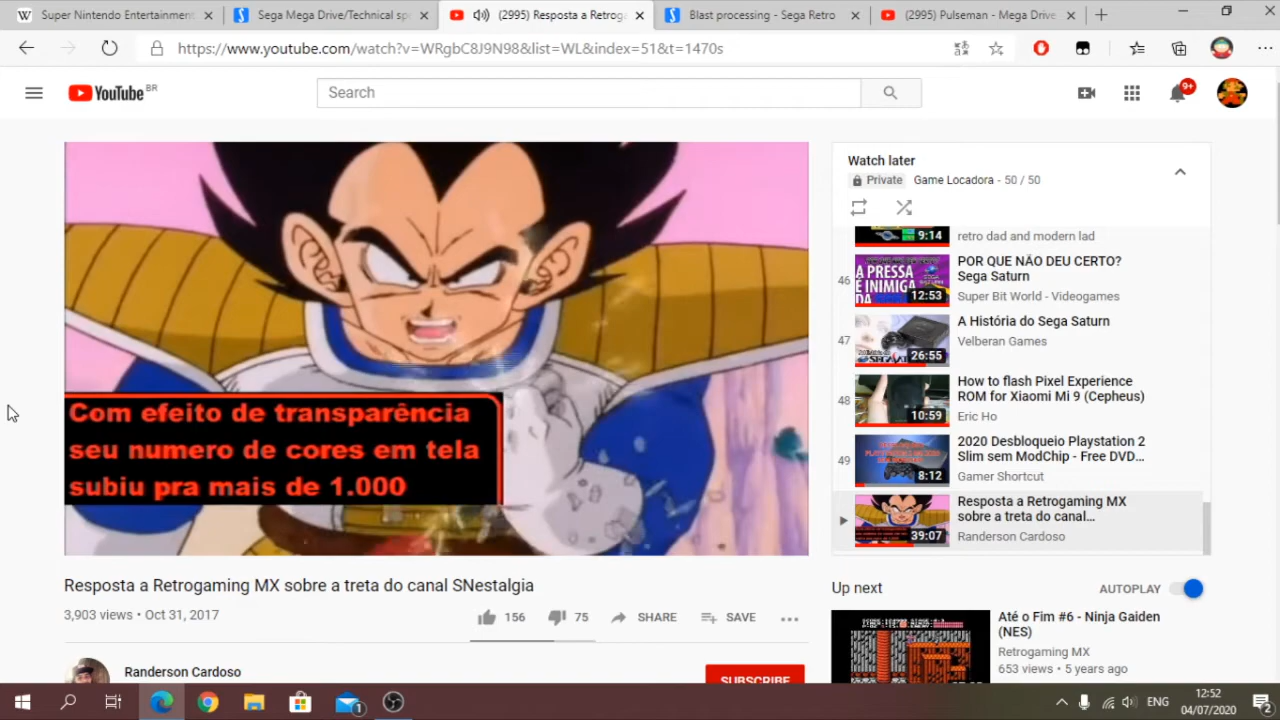 Super Nintendo Entertainment
Sega Mega Drive/Technical sp
(2995) Resposta a Retroga
Blast processing - Sega Retro
(2995) Pulseman - Mega Drive
https://www.youtube.com/watch?v=WRgbC8J9N98&list=WL&index=51&t=1470s
YouTube BR
Search
9+
Com efeito de transparência
seu numero de cores em tela
subiu pra mais de 1.000
Resposta a Retrogaming MX sobre a treta do canal SNestalgia
3,903 views • Oct 31, 2017
156
75
SHARE
SAVE
Randerson Cardoso
SUBSCRIBE
Watch later
Private
Game Locadora - 50 / 50
9:14
retro dad and modern lad
46
A PRESSA
É INIMIGA
DA
12:53
POR QUE NÃO DEU CERTO?
Sega Saturn
Super Bit World - Videogames
47
26:55
A História do Sega Saturn
Velberan Games
48
10:59
How to flash Pixel Experience
ROM for Xiaomi Mi 9 (Cepheus)
Eric Ho
49
8:12
2020 Desbloqueio Playstation 2
Slim sem ModChip - Free DVD...
Gamer Shortcut
39:07
Resposta a Retrogaming MX
sobre a treta do canal...
Randerson Cardoso
Up next
AUTOPLAY
Até o Fim #6 - Ninja Gaiden
(NES)
Retrogaming MX
653 views • 5 years ago
1
ENG
12:52
04/07/2020
2